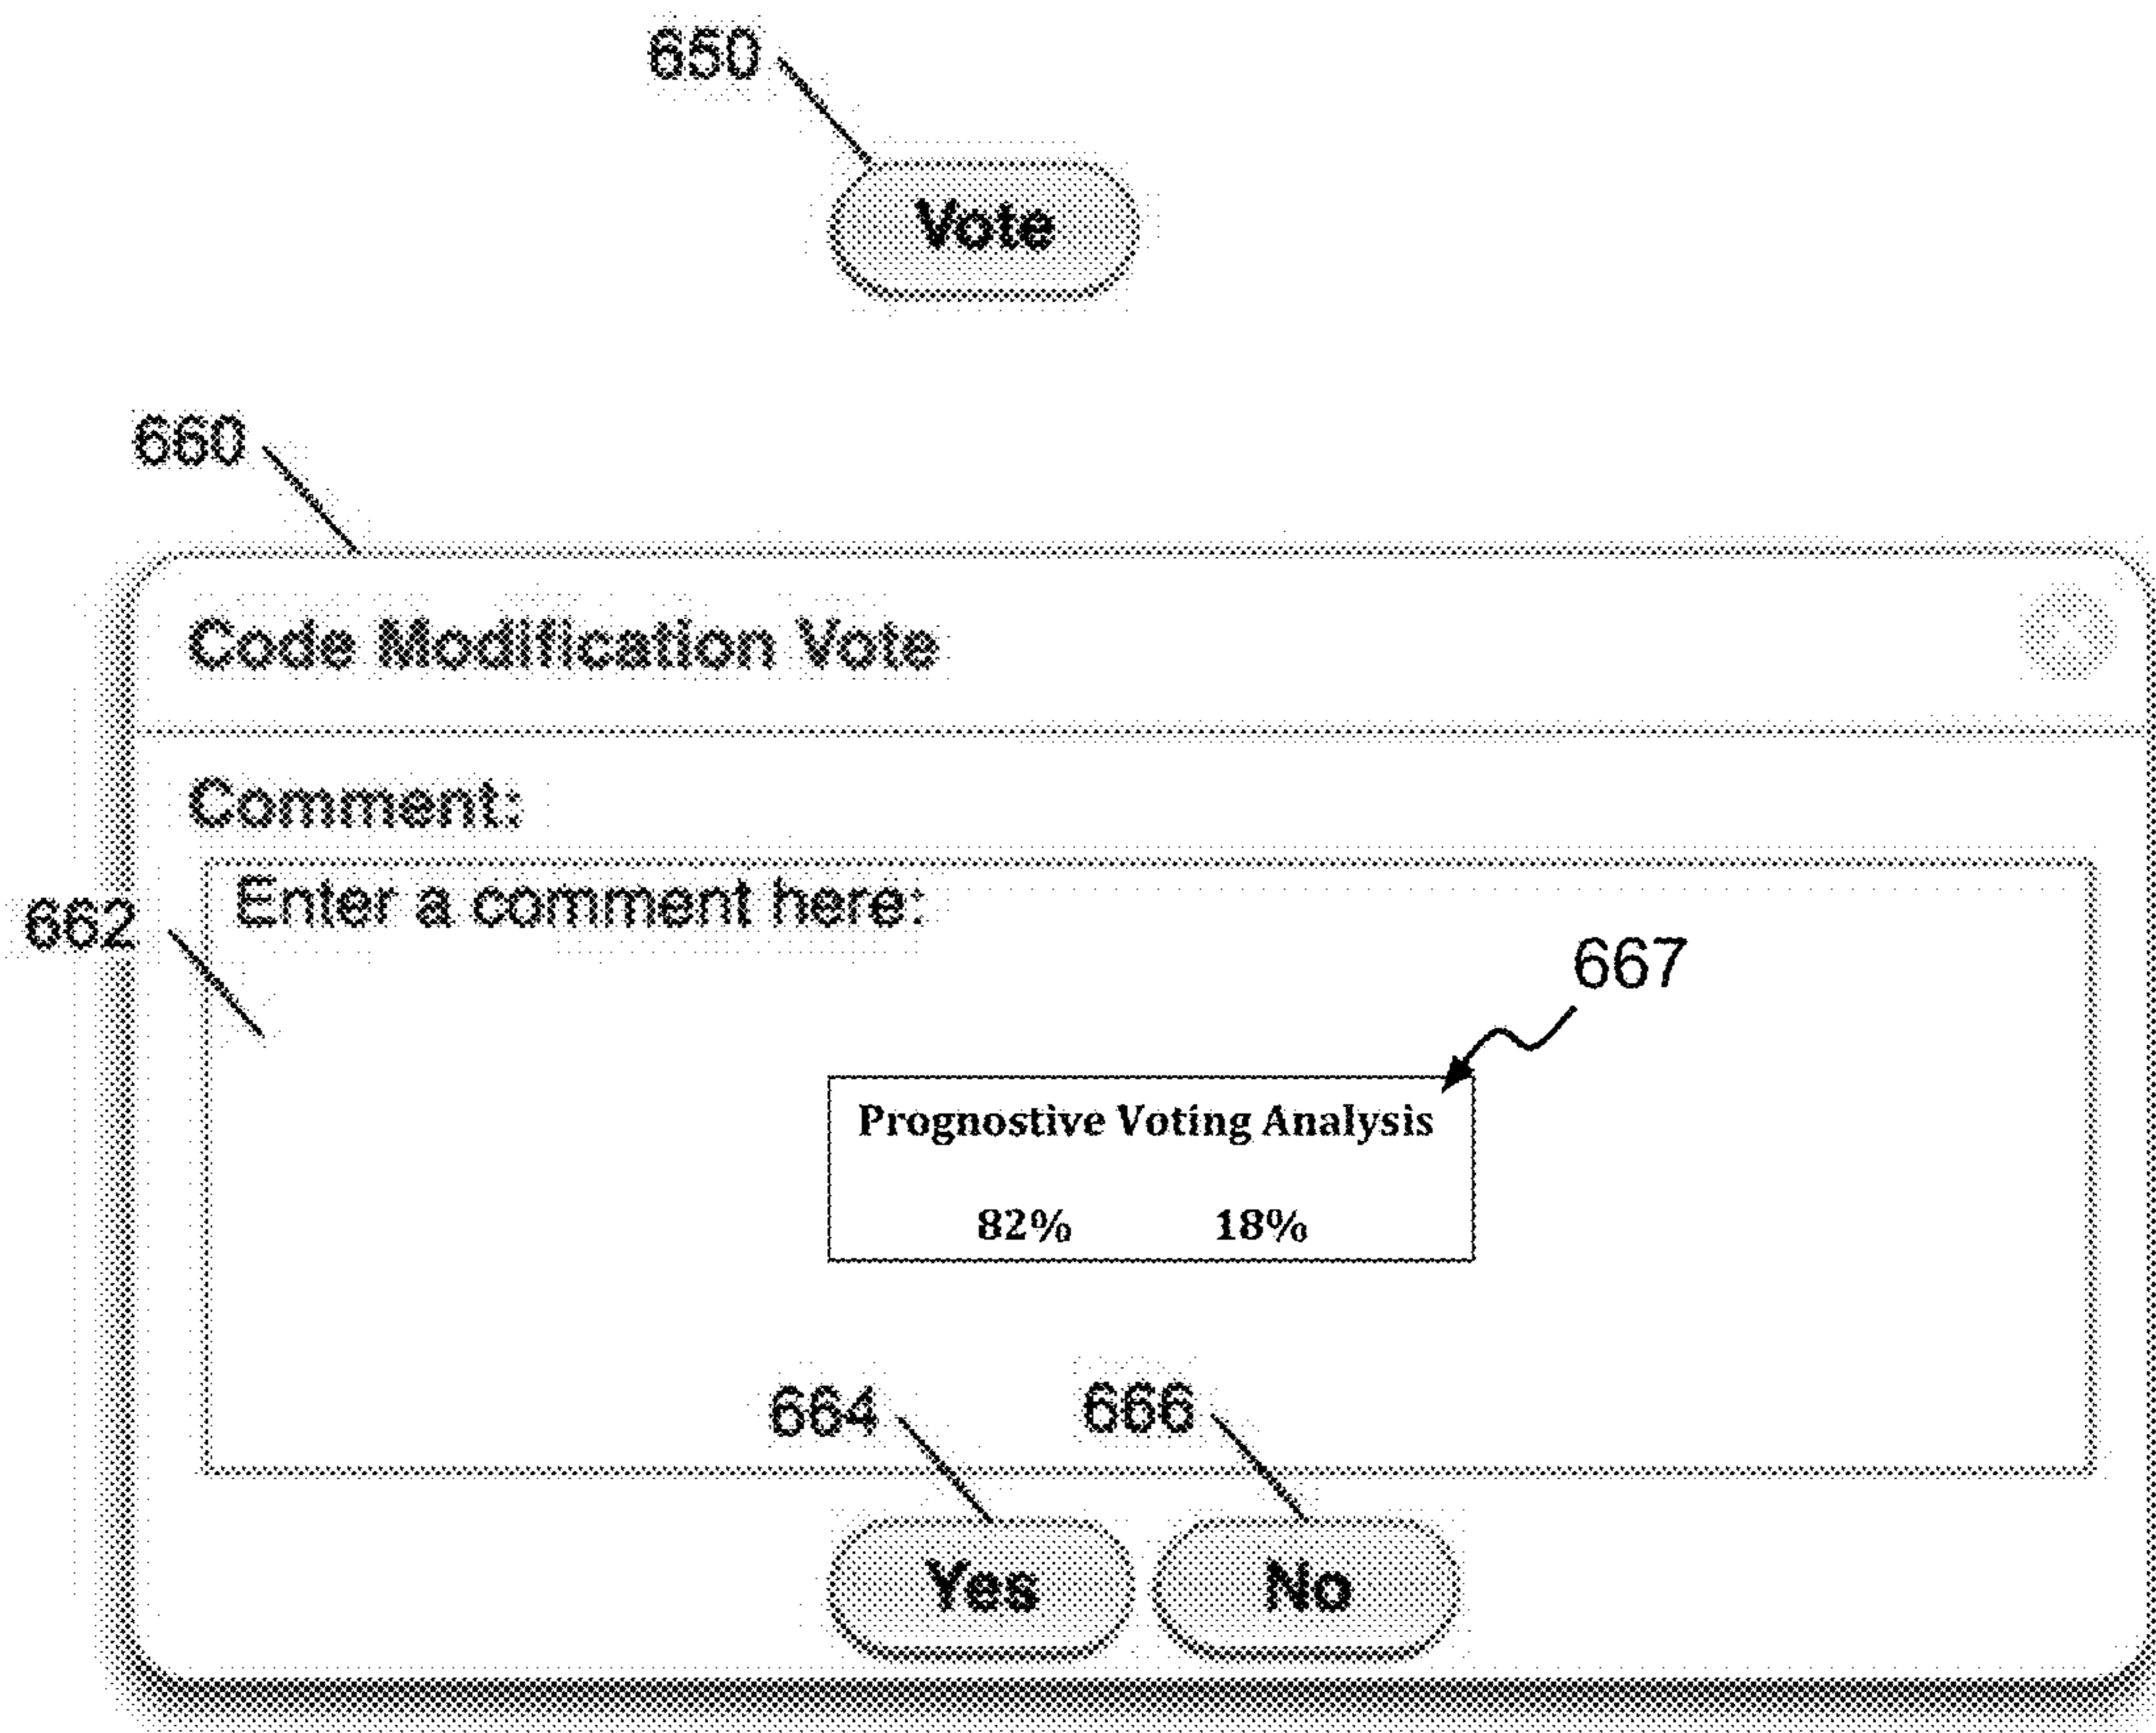 650
Vote
660
Code Modification Vote
Comment:
Enter a comment here:
662
667
Prognostive Voting Analysis
82% 18%
664 666
Yes No